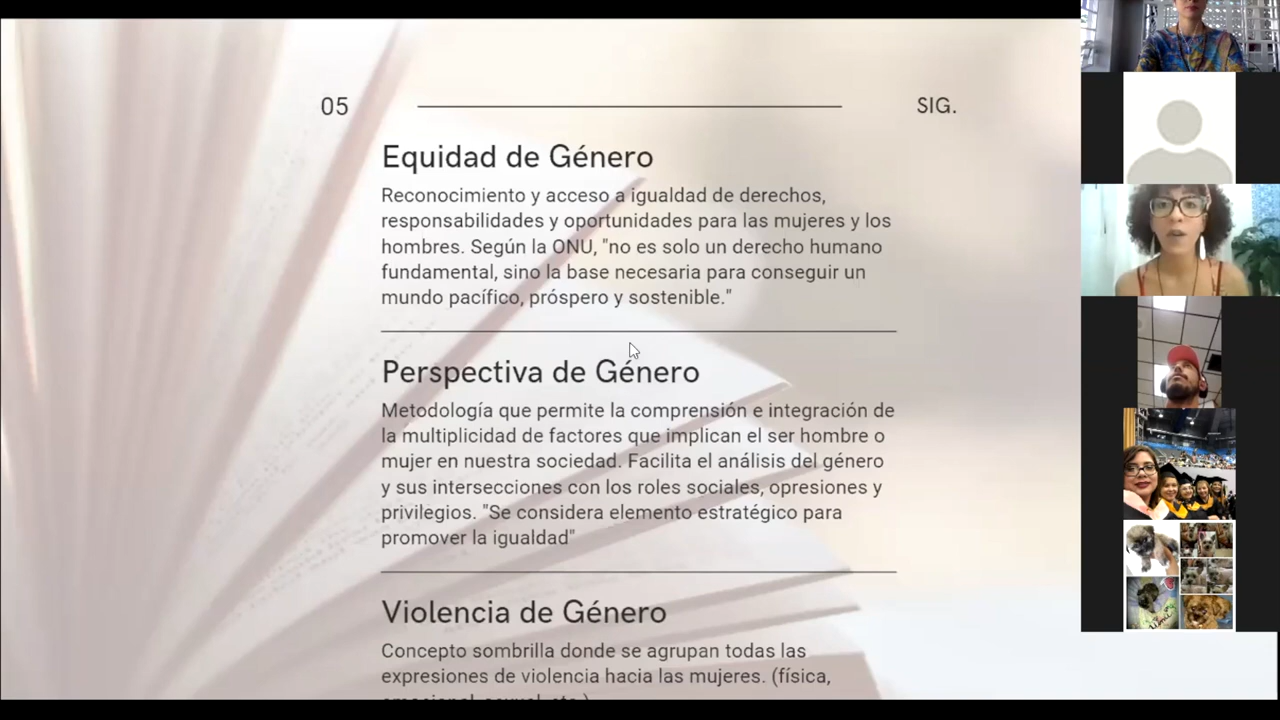 05
SIG.
Equidad de Género
Reconocimiento y acceso a igualdad de derechos,
responsabilidades y oportunidades para las mujeres y los
hombres. Según la ONU, "no es solo un derecho humano
fundamental, sino la base necesaria para conseguir un
mundo pacífico, próspero y sostenible."
Perspectiva de Género
Metodología que permite la comprensión e integración de
la multiplicidad de factores que implican el ser hombre o
mujer en nuestra sociedad. Facilita el análisis del género
y sus intersecciones con los roles sociales, opresiones y
privilegios. "Se considera elemento estratégico para
promover la igualdad"
Violencia de Género
Concepto sombrilla donde se agrupan todas las
expresiones de violencia hacia las mujeres. (física,
emocional, sexual, etc.)